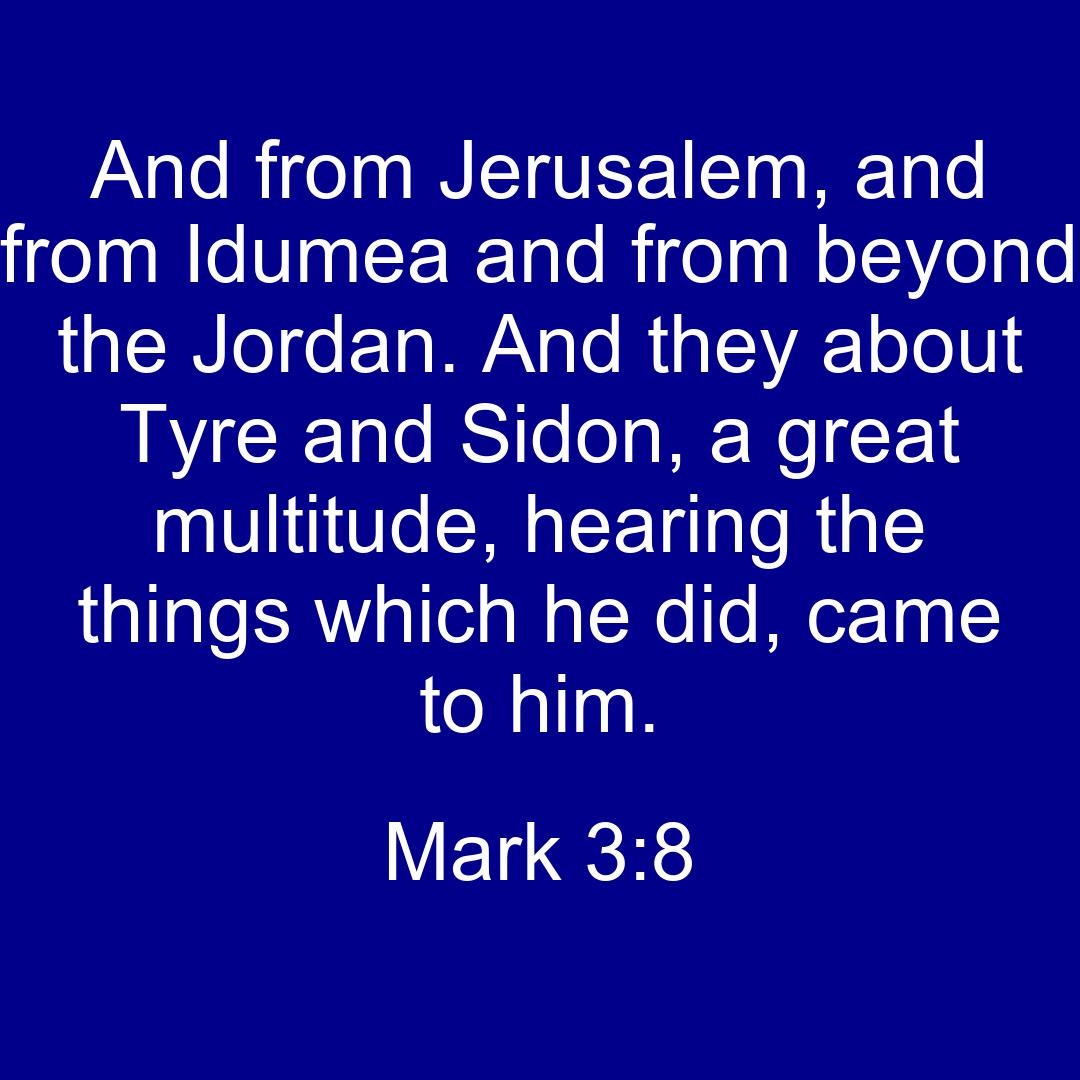 And from Jerusalem, and
from Idumea and from beyond
the Jordan. And they about
Tyre and Sidon, a great
multitude, hearing the
things which he did, came
to him.
Mark 3:8